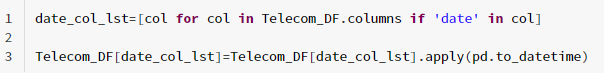 1 date_col_lst=[col for col in Telecom_DF.columns if 'date' in col]
2
3 Telecom_DF[date_col_lst]=Telecom_DF[date_col_lst].apply(pd.to_datetime)